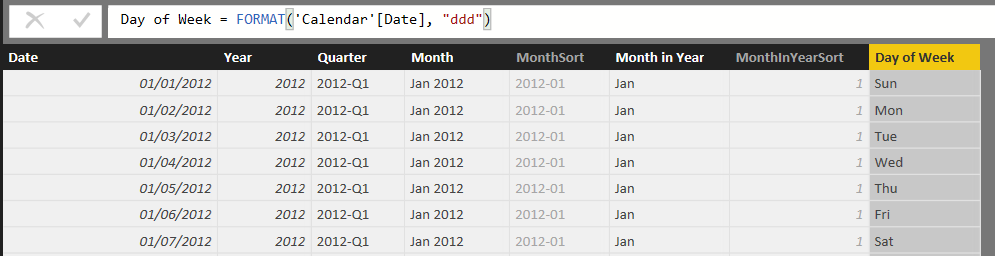 Day of Week = FORMAT('Calendar'[Date], "ddd")
Date Year Quarter Month MonthSort Month in Year MonthInYearSort Day of Week
01/01/2012 2012 2012-Q1 Jan 2012 2012-01 Jan 1 Sun
01/02/2012 2012 2012-Q1 Jan 2012 2012-01 Jan 1 Mon
01/03/2012 2012 2012-Q1 Jan 2012 2012-01 Jan 1 Tue
01/04/2012 2012 2012-Q1 Jan 2012 2012-01 Jan 1 Wed
01/05/2012 2012 2012-Q1 Jan 2012 2012-01 Jan 1 Thu
01/06/2012 2012 2012-Q1 Jan 2012 2012-01 Jan 1 Fri
01/07/2012 2012 2012-Q1 Jan 2012 2012-01 Jan 1 Sat